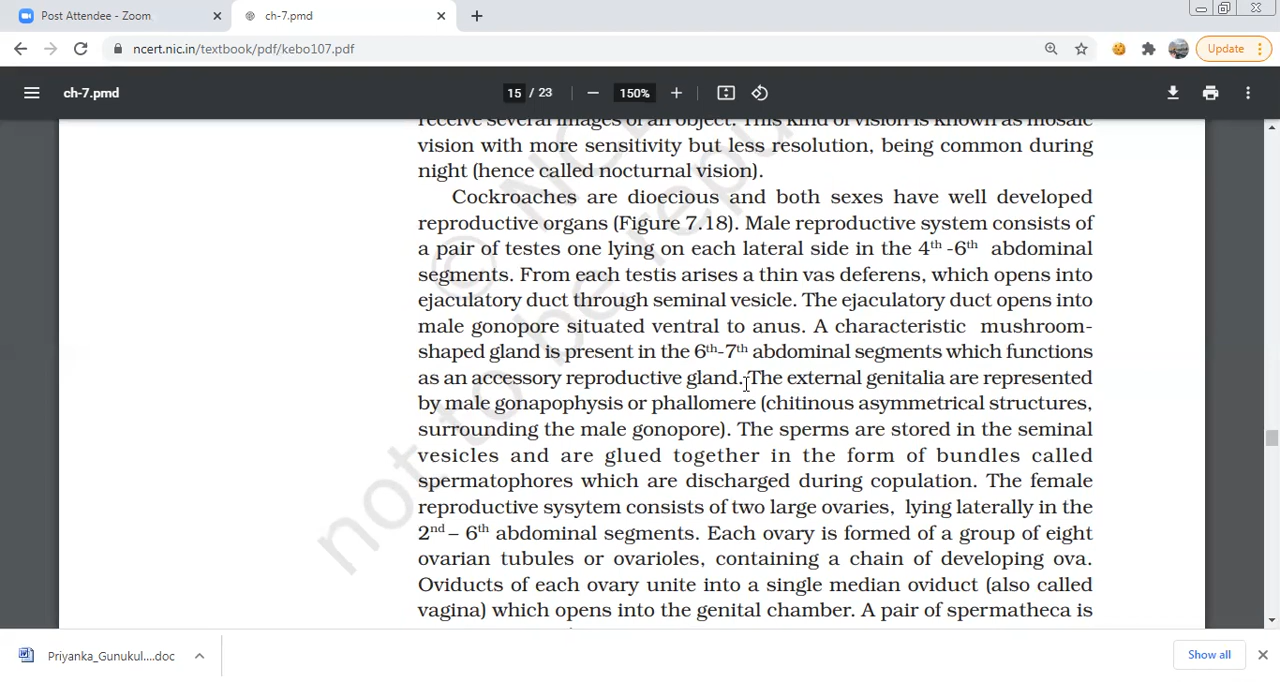 Post Attendee - Zoom
ch-7.pmd
ncert.nic.in/textbook/pdf/kebo107.pdf
Update
ch-7.pmd
15 / 23
150%
receive several images of an object. This kind of vision is known as mosaic
vision with more sensitivity but less resolution, being common during
night (hence called nocturnal vision).
Cockroaches are dioecious and both sexes have well developed
reproductive organs (Figure 7.18). Male reproductive system consists of
a pair of testes one lying on each lateral side in the 4th -6th abdominal
segments. From each testis arises a thin vas deferens, which opens into
ejaculatory duct through seminal vesicle. The ejaculatory duct opens into
male gonopore situated ventral to anus. A characteristic mushroom-
shaped gland is present in the 6th-7th abdominal segments which functions
as an accessory reproductive gland. The external genitalia are represented
by male gonapophysis or phallomere (chitinous asymmetrical structures,
surrounding the male gonopore). The sperms are stored in the seminal
vesicles and are glued together in the form of bundles called
spermatophores which are discharged during copulation. The female
reproductive sysytem consists of two large ovaries, lying laterally in the
2nd – 6th abdominal segments. Each ovary is formed of a group of eight
ovarian tubules or ovarioles, containing a chain of developing ova.
Oviducts of each ovary unite into a single median oviduct (also called
vagina) which opens into the genital chamber. A pair of spermatheca is
© NC
not to be repu
Priyanka_Gunukul....doc
Show all